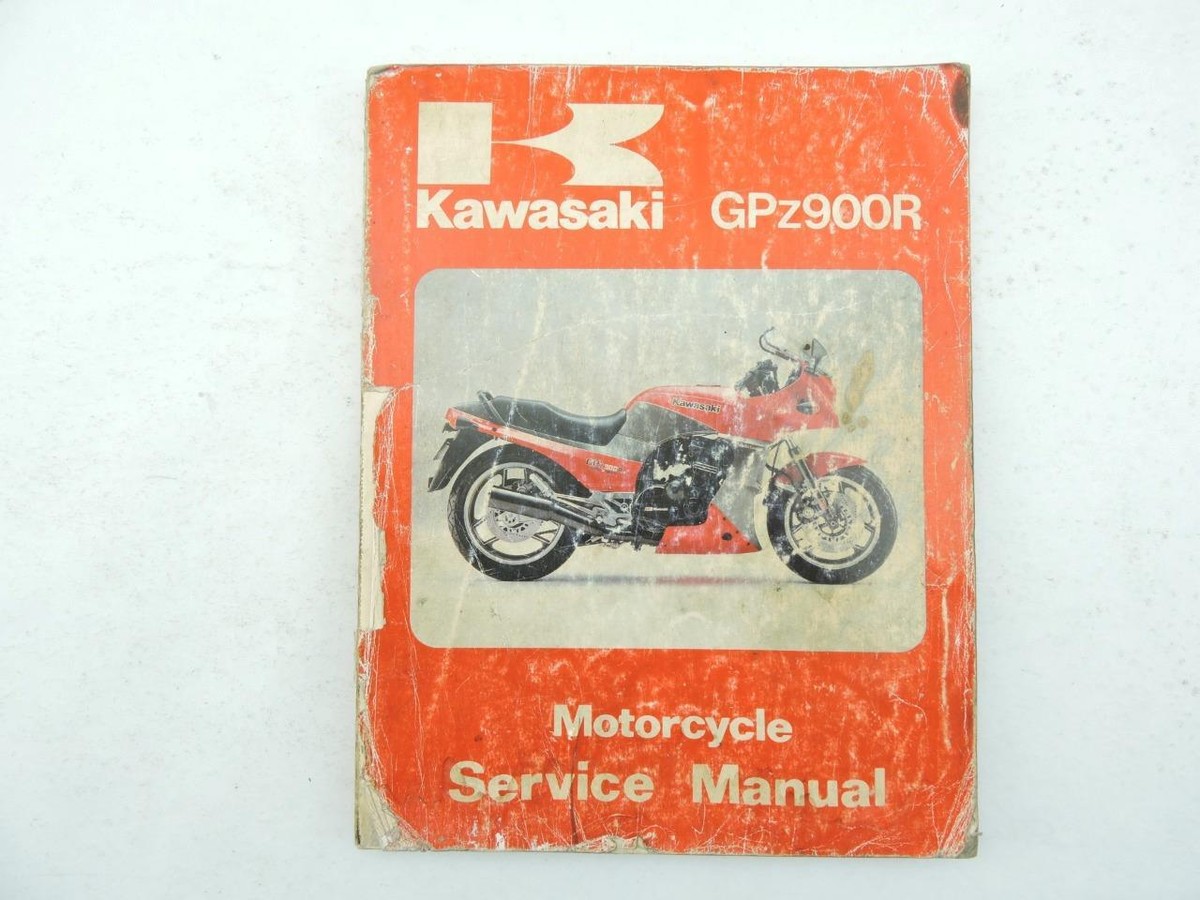 Kawasaki GPz900R
Kawasaki
Motorcycle
Service Manual